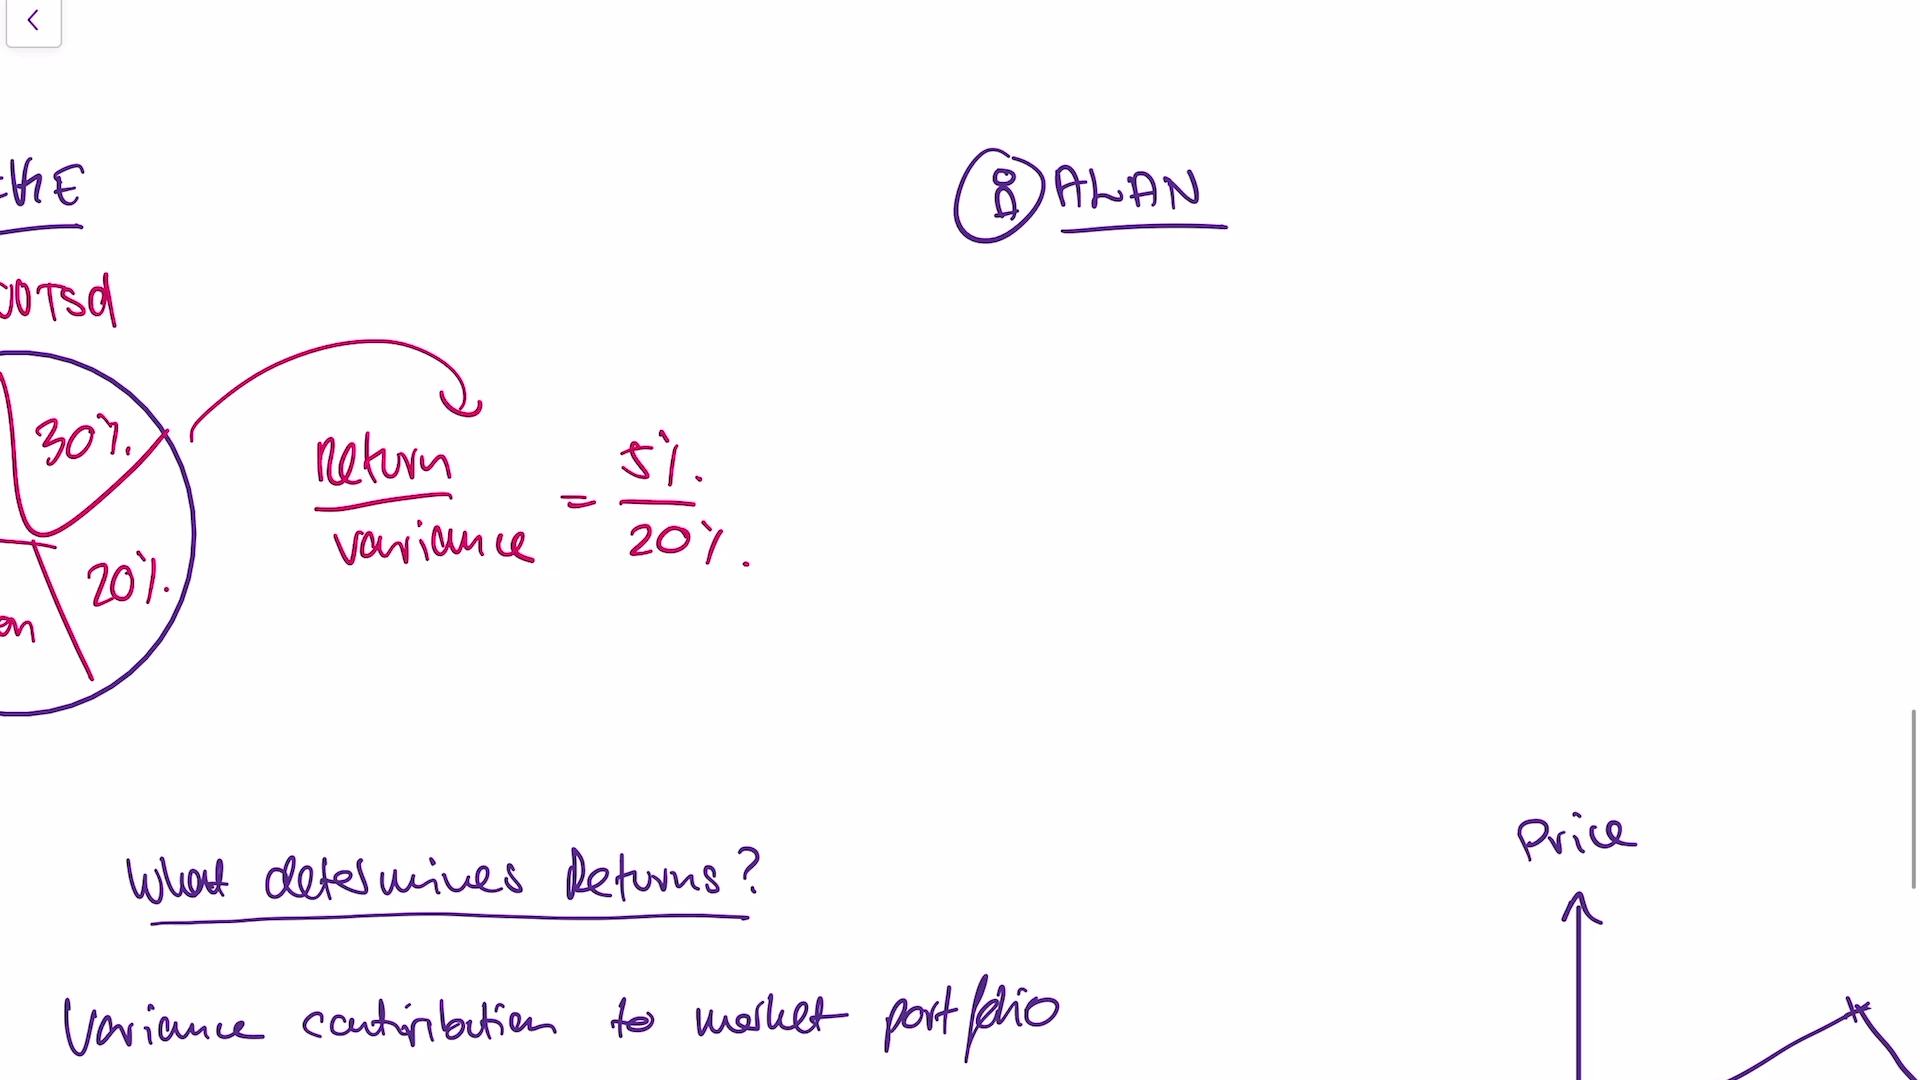 ALAN
30%.
Return
variance
=
5%.
20%.
20%.
What determines Returns?
Variance contribution to market portfolio
Price